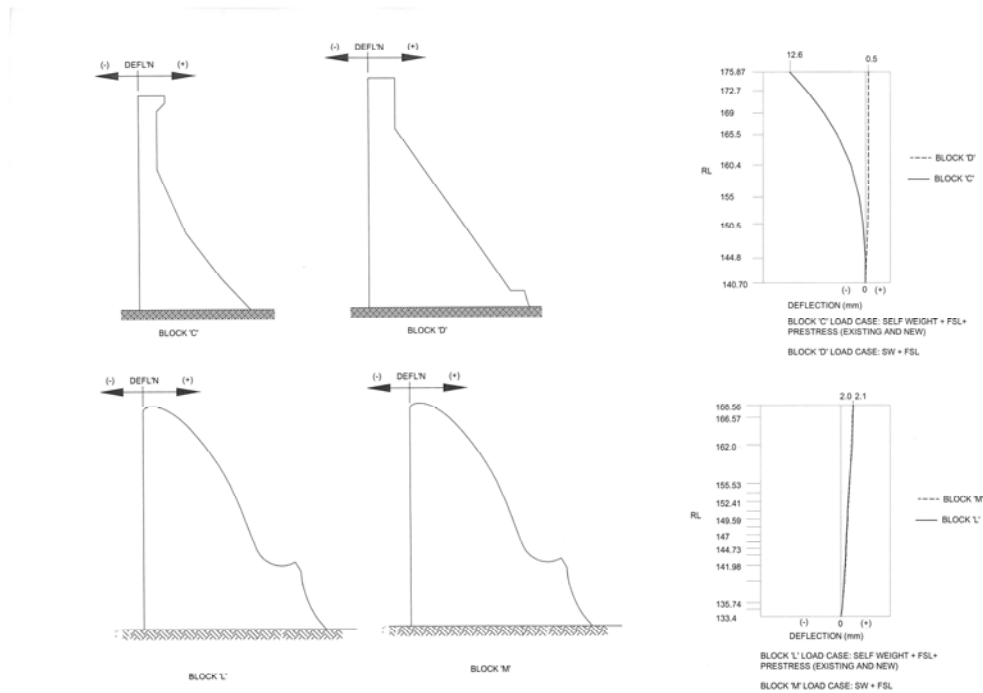 (-) DEFL'N (+)
BLOCK 'C'
(-) DEFL'N (+)
BLOCK 'D'
12.6 0.5
175.87
172.7
169
165.5
160.4
RL
155
150.5
144.8
140.70
(-) 0 (+)
DEFLECTION (mm)
BLOCK 'D'
BLOCK 'C'
BLOCK 'C' LOAD CASE: SELF WEIGHT + FSL+
PRESTRESS (EXISTING AND NEW)
BLOCK 'D' LOAD CASE: SW + FSL
(-) DEFL'N (+)
BLOCK 'L'
(-) DEFL'N (+)
BLOCK 'M'
2.0 2.1
166.57
162.0
155.53
152.41
RL
149.59
147
144.73
141.98
135.74
133.4
(-) 0 (+)
DEFLECTION (mm)
BLOCK 'M'
BLOCK 'L'
BLOCK 'L' LOAD CASE: SELF WEIGHT + FSL+
PRESTRESS (EXISTING AND NEW)
BLOCK 'M' LOAD CASE: SW + FSL